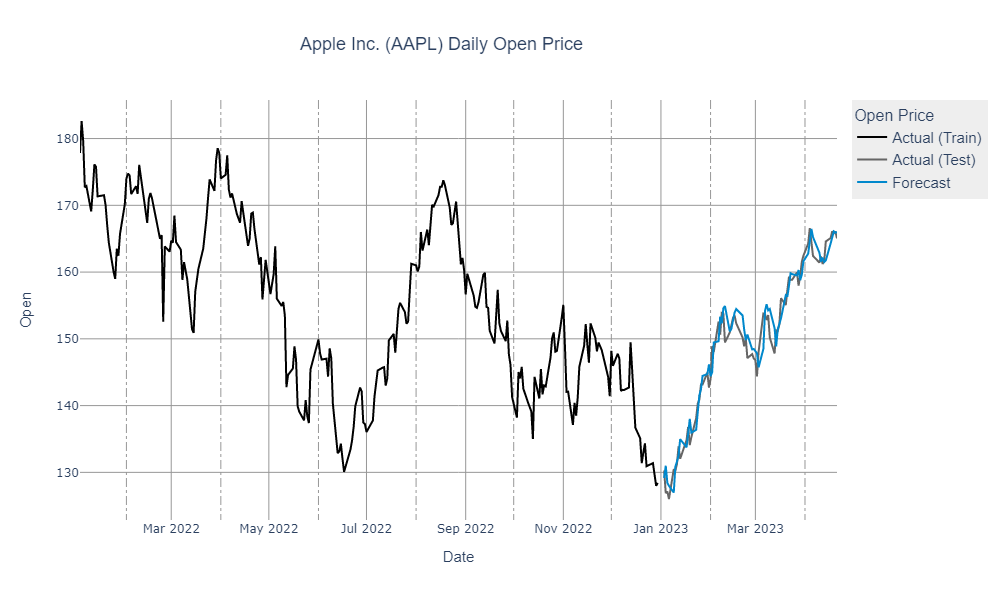 Apple Inc. (AAPL) Daily Open Price
Open Price
Actual (Train)
Actual (Test)
Forecast
180
170
160
150
140
130
Open
Mar 2022 May 2022 Jul 2022 Sep 2022 Nov 2022 Jan 2023 Mar 2023
Date